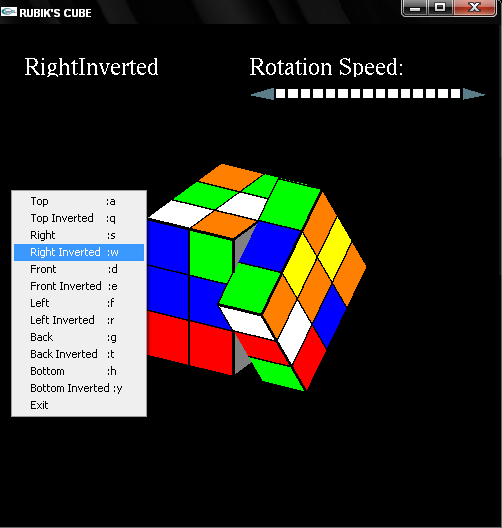 RUBIK'S CUBE
RightInverted
Rotation Speed:
Top :a
Top Inverted :q
Right :s
Right Inverted :w
Front :d
Front Inverted :e
Left :f
Left Inverted :r
Back :g
Back Inverted :t
Bottom :h
Bottom Inverted :y
Exit